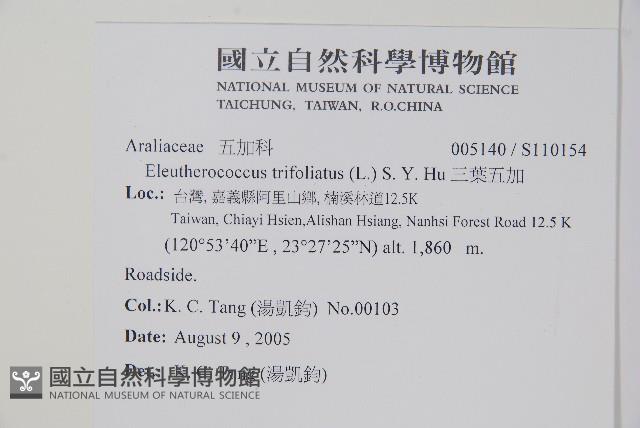 國立自然科學博物館
NATIONAL MUSEUM OF NATURAL SCIENCE
TAICHUNG, TAIWAN, R.O.CHINA
Araliaceae 五加科 005140 / S110154
Eleutherococcus trifoliatus (L.) S. Y. Hu 三葉五加
Loc.: 台灣, 嘉義縣阿里山鄉, 楠溪林道12.5K
Taiwan, Chiayi Hsien,Alishan Hsiang, Nanhsi Forest Road 12.5 K
(120°53'40”E , 23°27'25”N) alt. 1,860 m.
Roadside.
Col.: K. C. Tang (湯凱鈞) No.00103
Date: August 9 , 2005
(湯凱鈞)
國立自然科學博物館
NATIONAL MUSEUM OF NATURAL SCIENCE